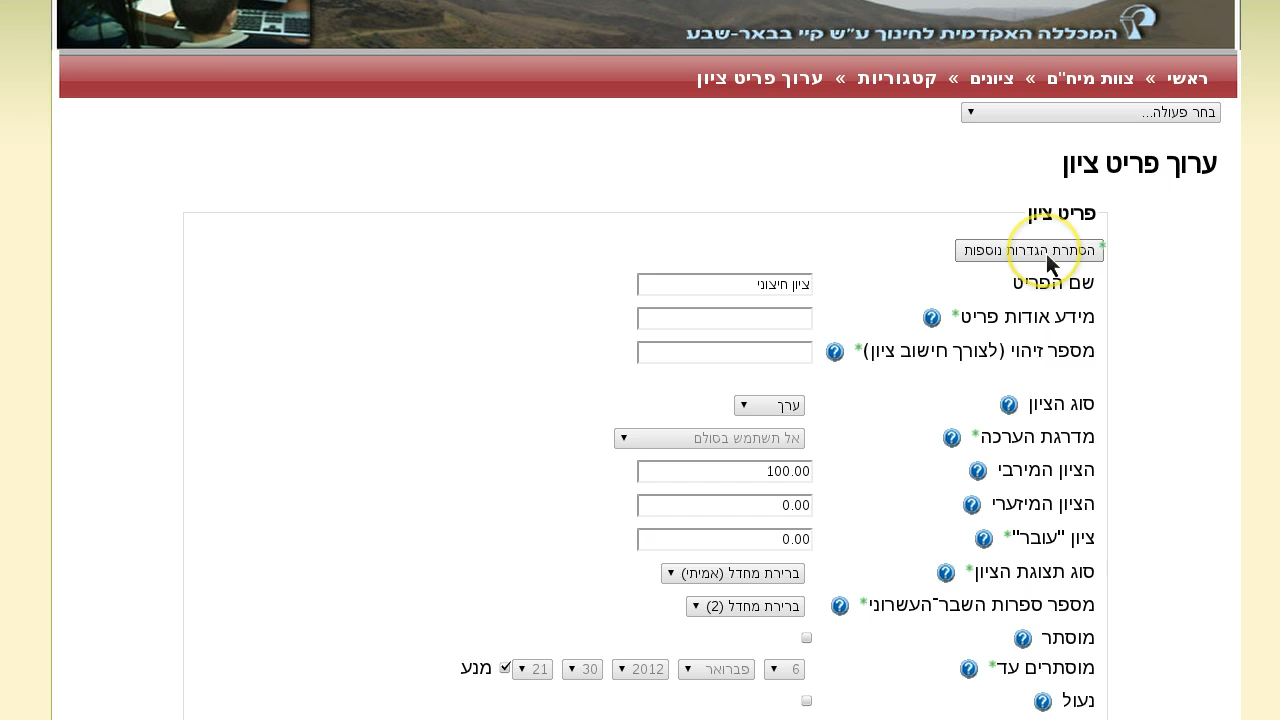 המכללה האקדמית לחינוך ע"ש קיי בבאר-שבע
ראשי » צוות מיח"ם » ציונים » קטגוריות » ערוך פריט ציון
בחר פעולה...
ערוך פריט ציון
פריט ציון
* הסתרת הגדרות נוספות
שם הפריט ציון חיצוני
מידע אודות פריט*
מספר זיהוי (לצורך חישוב ציון)*
סוג הציון ערך
מדרגת הערכה* אל תשתמש בסולם
הציון המירבי 100.00
הציון המיזערי 0.00
ציון "עובר"* 0.00
סוג תצוגת הציון* ברירת מחדל (אמיתי)
מספר ספרות השבר־העשרוני* ברירת מחדל (2)
מוסתר
מוסתרים עד* 6 פברואר 2012 30 21 מנע
נעול